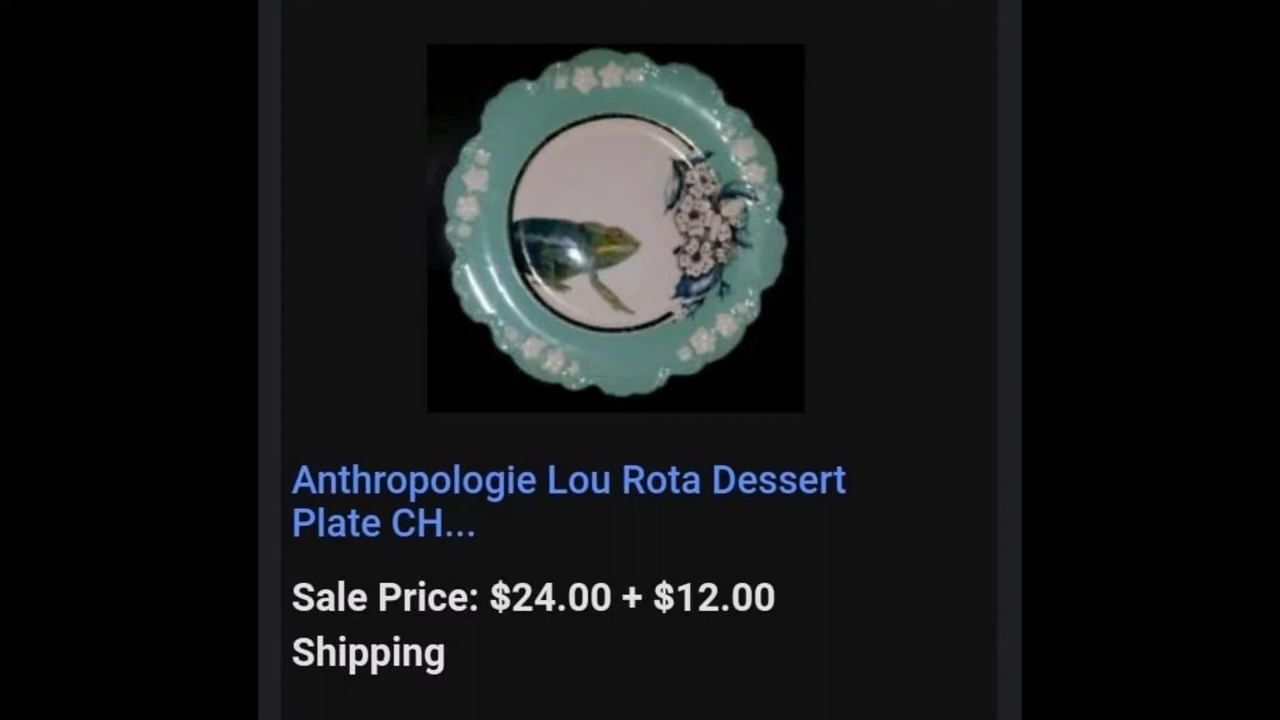 Anthropologie Lou Rota Dessert
Plate CH...
Sale Price: $24.00 + $12.00
Shipping